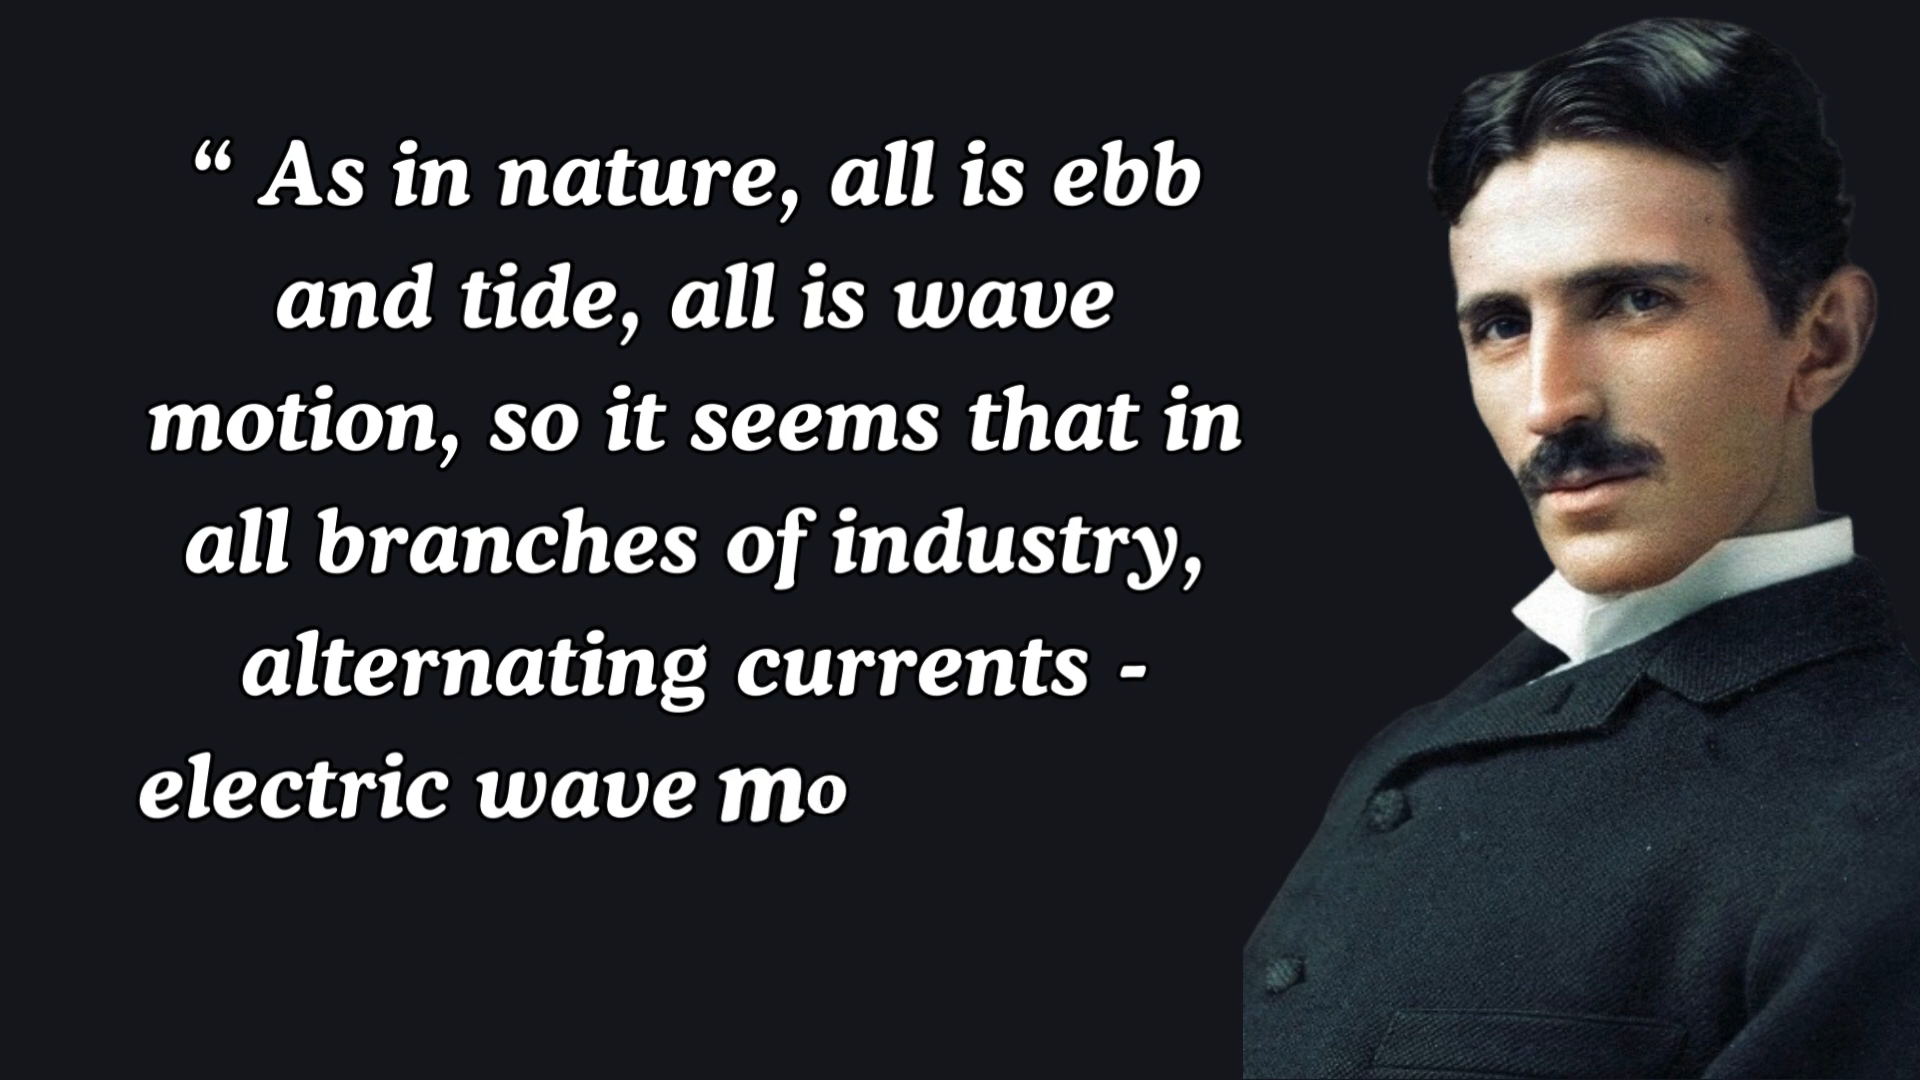 “ As in nature, all is ebb
and tide, all is wave
motion, so it seems that in
all branches of industry,
alternating currents -
electric wave mo